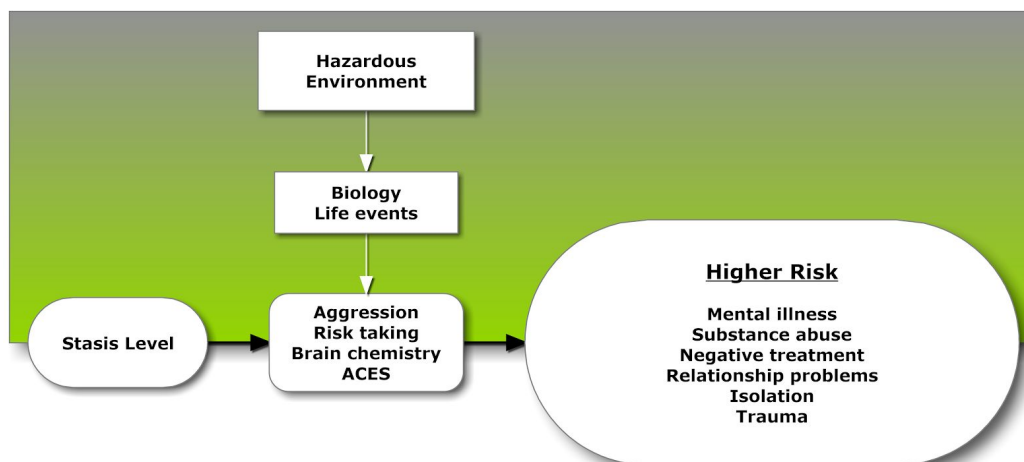 Hazardous
Environment
Biology
Life events
Stasis Level
Aggression
Risk taking
Brain chemistry
ACES
Higher Risk
Mental illness
Substance abuse
Negative treatment
Relationship problems
Isolation
Trauma